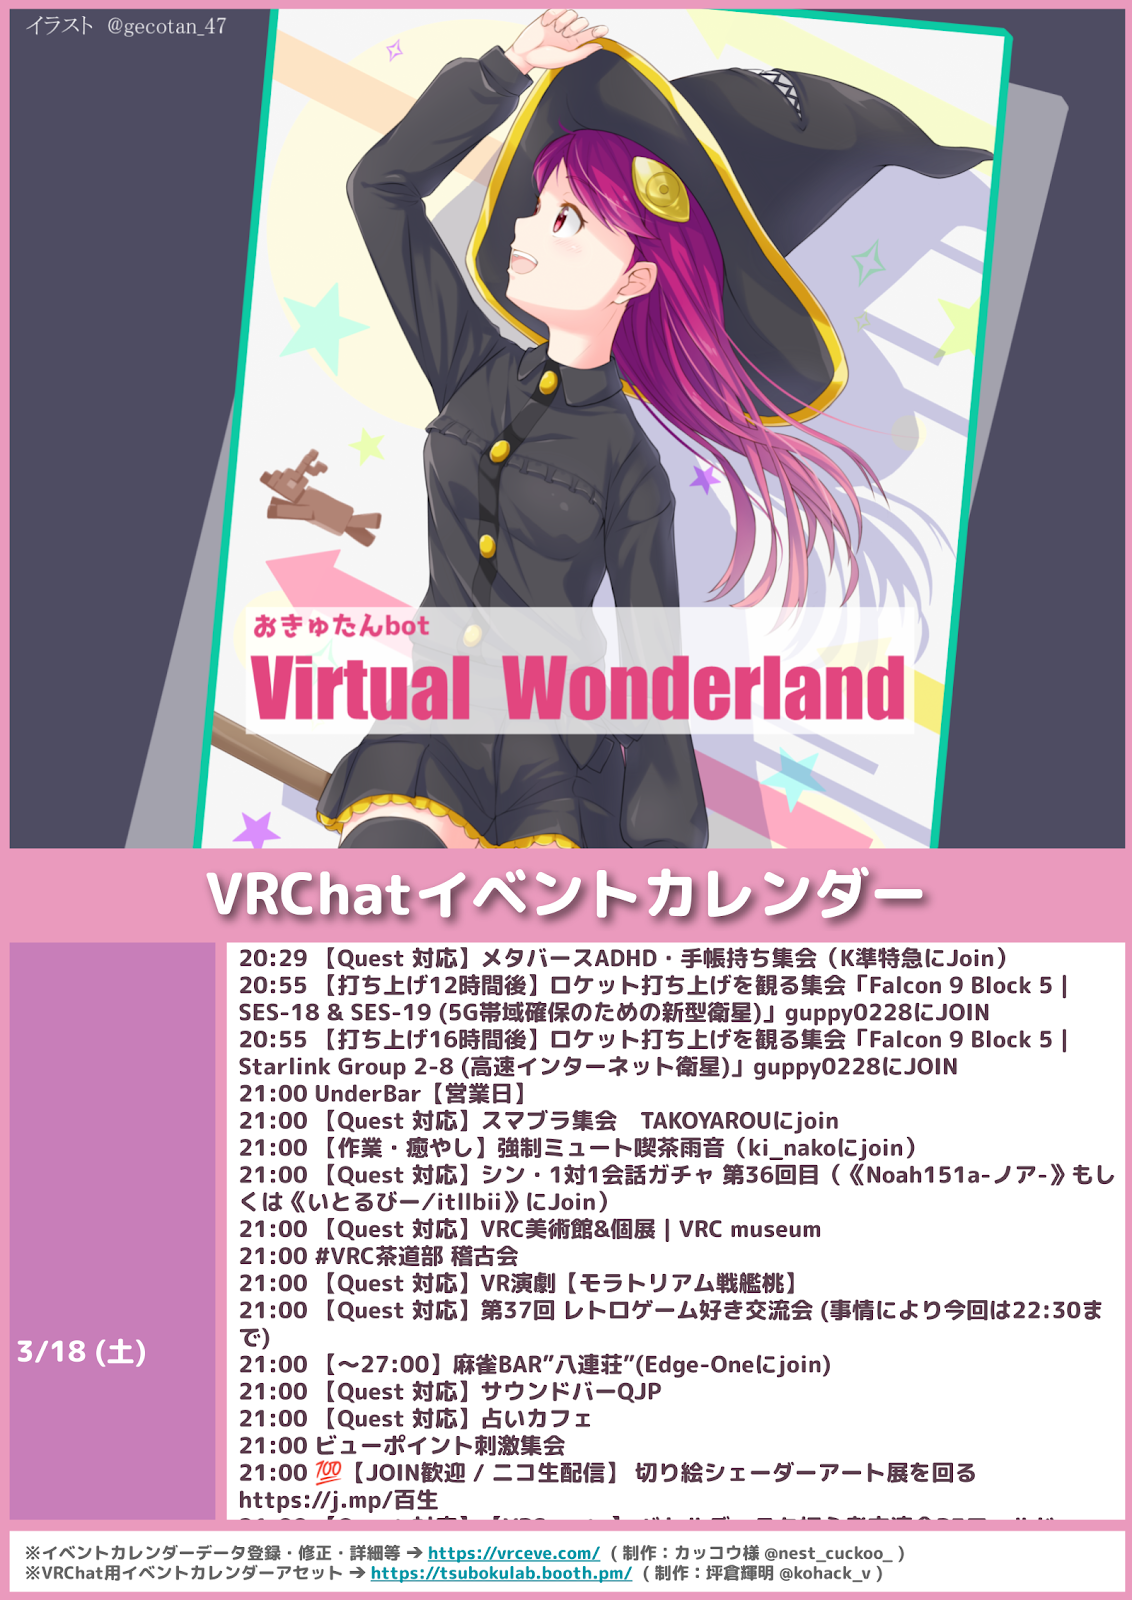 イラスト @gecotan_47
おきゅたんbot
Virtual Wonderland
VRChatイベントカレンダー
3/18 (土)
20:29 【Quest 対応】メタバースADHD・手帳持ち集会（K準特急にJoin）
20:55 【打ち上げ12時間後】ロケット打ち上げを観る集会「Falcon 9 Block 5 |
SES-18 & SES-19 (5G帯域確保のための新型衛星)」guppy0228にJOIN
20:55 【打ち上げ16時間後】ロケット打ち上げを観る集会「Falcon 9 Block 5 |
Starlink Group 2-8 (高速インターネット衛星)」guppy0228にJOIN
21:00 UnderBar【営業日】
21:00 【Quest 対応】スマブラ集会　TAKOYAROUにjoin
21:00 【作業・癒やし】強制ミュート喫茶雨音（ki_nakoにjoin）
21:00 【Quest 対応】シン・1対1会話ガチャ 第36回目（《Noah151a-ノア-》もし
くは《いとるびー/itllbii》にJoin）
21:00 【Quest 対応】VRC美術館&個展 | VRC museum
21:00 #VRC茶道部 稽古会
21:00 【Quest 対応】VR演劇【モラトリアム戦艦桃】
21:00 【Quest 対応】第37回 レトロゲーム好き交流会 (事情により今回は22:30ま
で)
21:00 【～27:00】麻雀BAR”八連荘”(Edge-Oneにjoin)
21:00 【Quest 対応】サウンドバーQJP
21:00 【Quest 対応】占いカフェ
21:00 ビューポイント刺激集会
21:00 💯【JOIN歓迎 / ニコ生配信】 切り絵シェーダーアート展を回る
https://j.mp/百生
※イベントカレンダーデータ登録・修正・詳細等 ➔ https://vrceve.com/ ( 制作：カッコウ様 @nest_cuckoo_ )
※VRChat用イベントカレンダーアセット ➔ https://tsubokulab.booth.pm/ ( 制作：坪倉輝明 @kohack_v )